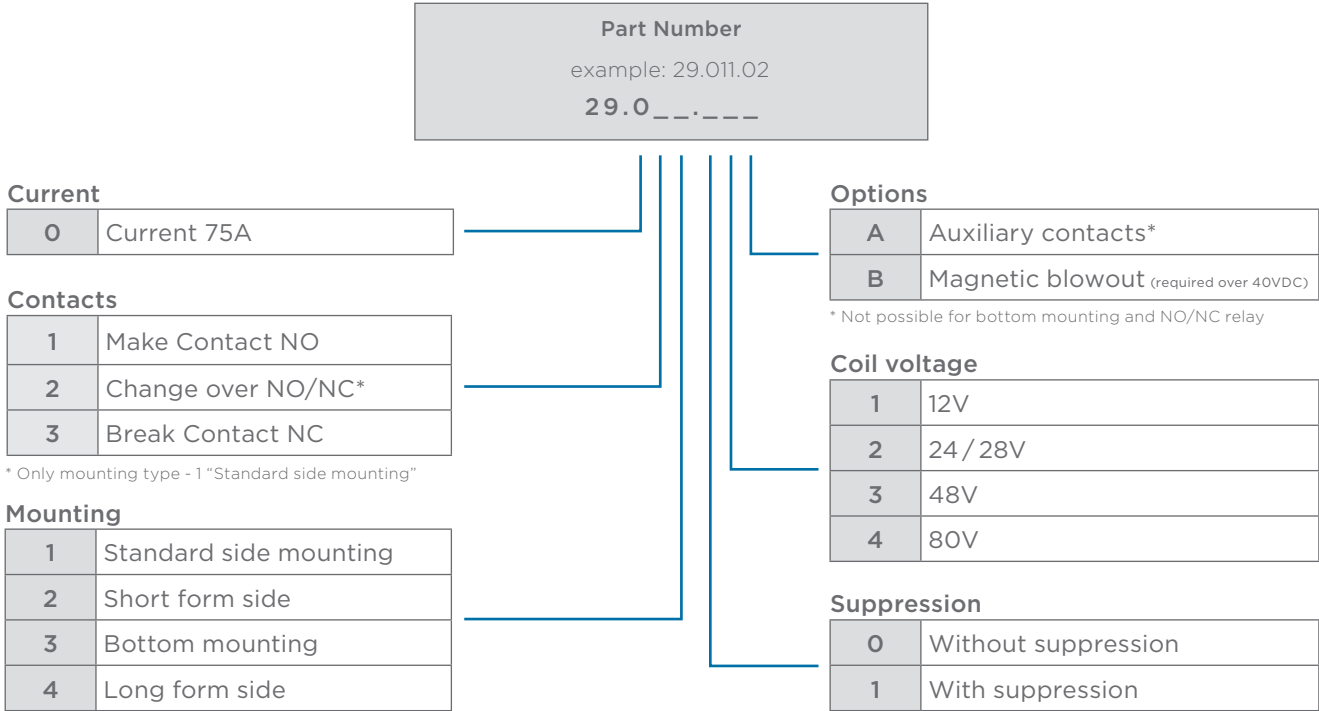 Part Number
example: 29.011.02
29.0__.___
Current
0 Current 75A
Contacts
1 Make Contact NO
2 Change over NO/NC*
3 Break Contact NC
* Only mounting type - 1 “Standard side mounting”
Mounting
1 Standard side mounting
2 Short form side
3 Bottom mounting
4 Long form side
Options
A Auxiliary contacts*
B Magnetic blowout (required over 40VDC)
* Not possible for bottom mounting and NO/NC relay
Coil voltage
1 12V
2 24 / 28V
3 48V
4 80V
Suppression
0 Without suppression
1 With suppression